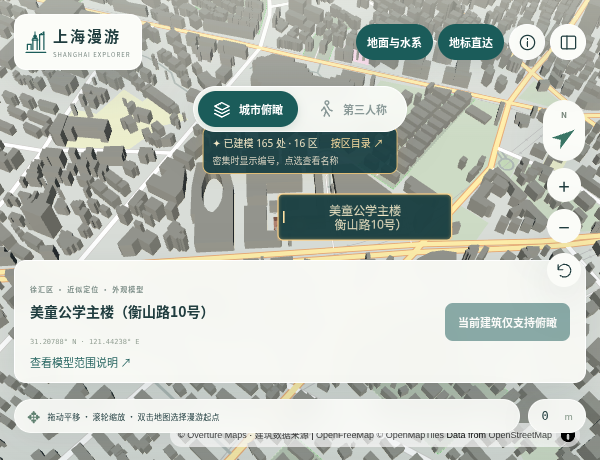 上海漫游
SHANGHAI EXPLORER
地面与水系
地标直达
城市俯瞰
第三人称
N
✦ 已建模 165 处 · 16 区 按区目录 ↗
密集时显示编号，点选查看名称
美童公学主楼
衡山路10号）
+
−
徐汇区 · 近似定位 · 外观模型
美童公学主楼（衡山路10号）
当前建筑仅支持俯瞰
31.20788° N · 121.44238° E
查看模型范围说明 ↗
拖动平移 · 滚轮缩放 · 双击地图选择漫游起点
0 m
© Overture Maps · 建筑数据来源 | OpenFreeMap © OpenMapTiles Data from OpenStreetMap